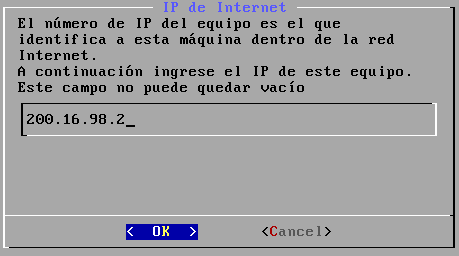 IP de Internet
El número de IP del equipo es el que
identifica a esta máquina dentro de la red
Internet.
A continuación ingrese el IP de este equipo.
Este campo no puede quedar vacío
200.16.98.2_
< OK > <Cancel>